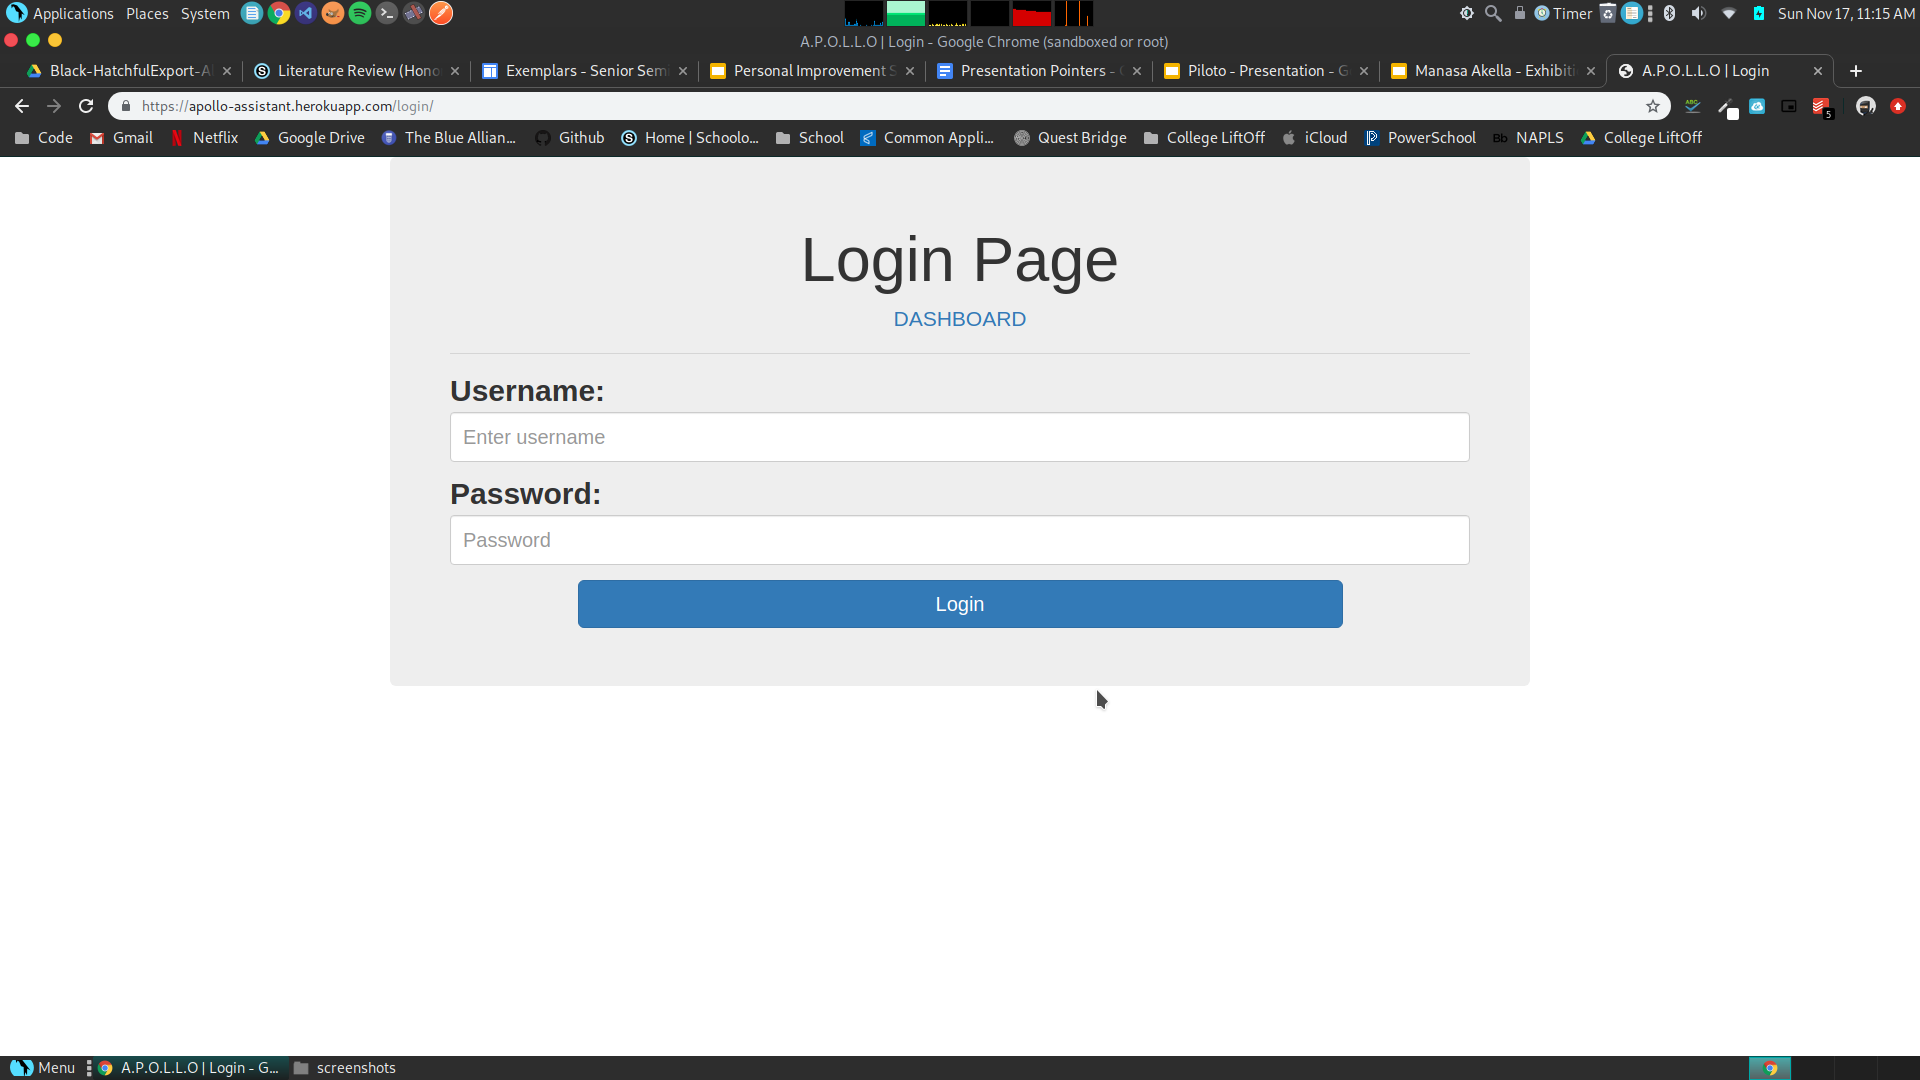 Applications Places System
Timer
Sun Nov 17, 11:15 AM
A.P.O.L.L.O | Login - Google Chrome (sandboxed or root)
Black-HatchfulExport-A
Literature Review (Hono
Exemplars - Senior Sem
Personal Improvement S
Presentation Pointers -
Piloto - Presentation - G
Manasa Akella - Exhibiti
A.P.O.L.L.O | Login
https://apollo-assistant.herokuapp.com/login/
ABC
5
Code
Gmail
Netflix
Google Drive
The Blue Allian...
Github
Home | Schoolo...
School
Common Appli...
Quest Bridge
College LiftOff
iCloud
PowerSchool
Bb NAPLS
College LiftOff
Login Page
DASHBOARD
Username:
Enter username
Password:
Password
Login
Menu
A.P.O.L.L.O | Login - G...
screenshots